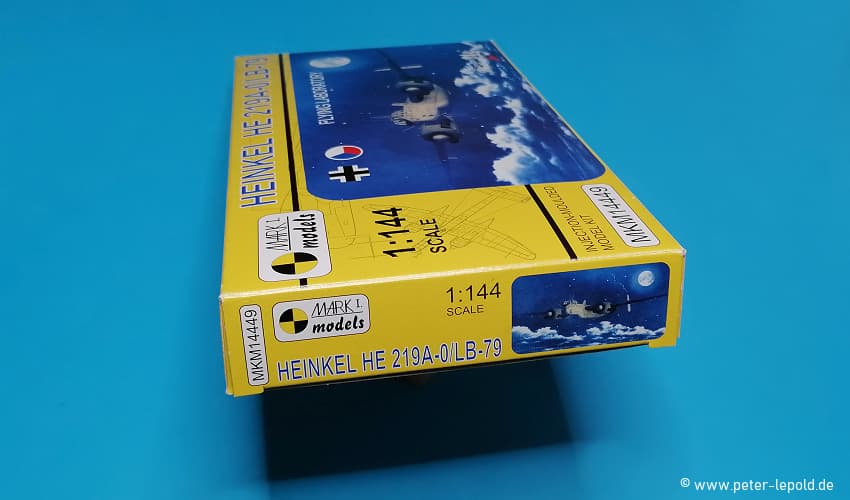 HEINKEL HE 219A-0/LB-79
FLYING LABORATORY
MARK I.
models
1:144
SCALE
INJECTION-MOULDED
MODEL KIT
MKM14449
MKM14449
MARK I.
models
1:144
SCALE
HEINKEL HE 219A-0/LB-79
© www.peter-lepold.de